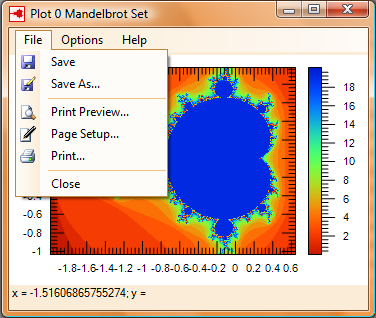 Plot 0 Mandelbrot Set
File Options Help
Save
Save As...
Print Preview...
Page Setup...
Print...
Close
-0.4
-0.6
-0.8
-1
-1.8 -1.6 -1.4 -1.2 -1 -0.8 -0.6 -0.4 -0.2 0 0.2 0.4 0.6
18
16
14
12
10
8
6
4
2
x = -1.51606865755274; y =